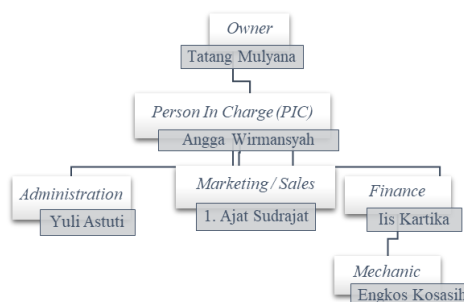 Owner
Tatang Mulyana
Person In Charge (PIC)
Angga Wirmansyah
Administration
Yuli Astuti
Marketing / Sales
1. Ajat Sudrajat
Finance
Iis Kartika
Mechanic
Engkos Kosasih